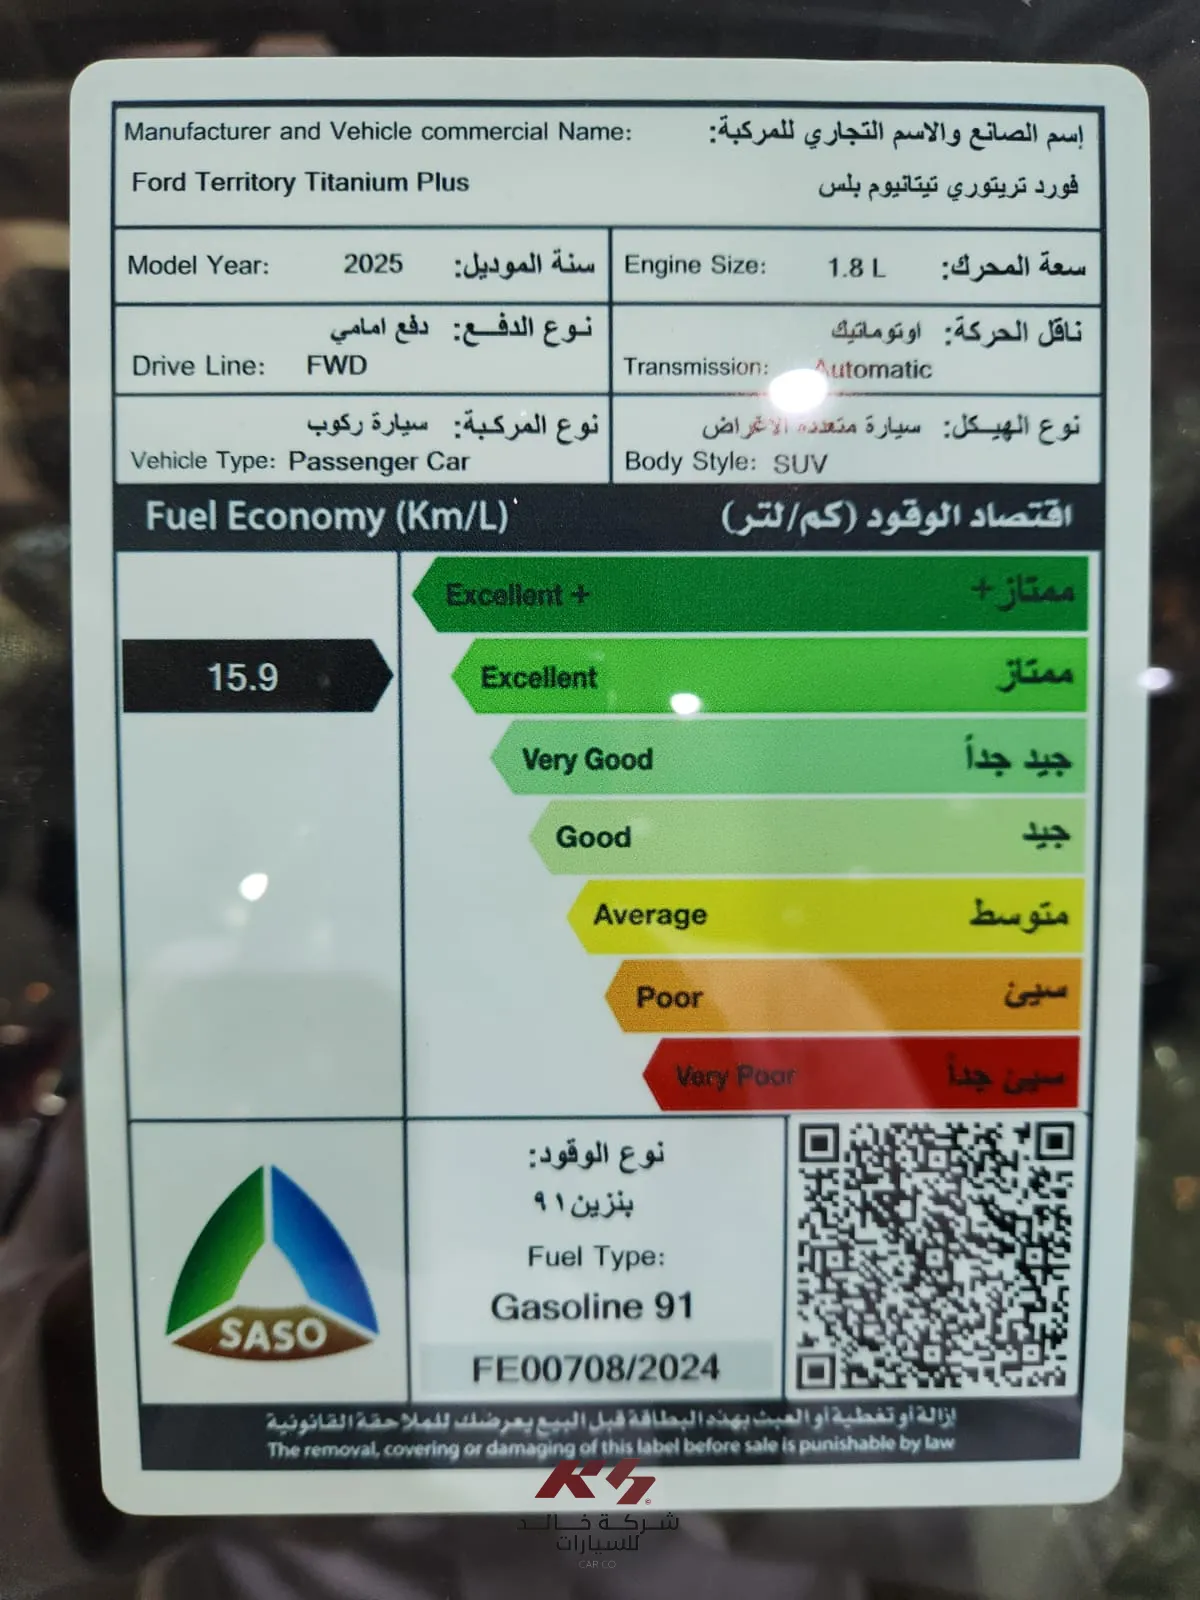 Manufacturer and Vehicle commercial Name: إسم الصانع والاسم التجاري للمركبة:
Ford Territory Titanium Plus فورد تريتوري تيتانيوم بلس
Model Year: 2025 سنة الموديل:
Engine Size: 1.8 L سعة المحرك:
نوع الدفع: دفع امامي
Drive Line: FWD
ناقل الحركة: اوتوماتيك
Transmission: Automatic
نوع المركبة: سيارة ركوب
Vehicle Type: Passenger Car
نوع الهيكل: سيارة متعدده الاغراض
Body Style: SUV
Fuel Economy (Km/L) اقتصاد الوقود (كم/لتر)
Excellent + ممتاز+
15.9
Excellent ممتاز
Very Good جيد جداً
Good جيد
Average متوسط
Poor سيئ
Very Poor سيئ جداً
SASO
نوع الوقود:
بنزين ٩١
Fuel Type:
Gasoline 91
FE00708/2024
إزالة أو تغطية أو العبث بهذه البطاقة قبل البيع يعرضك للملاحقة القانونية
The removal, covering or damaging of this label before sale is punishable by law
KS
شركة خالد
للسيارات
CAR CO